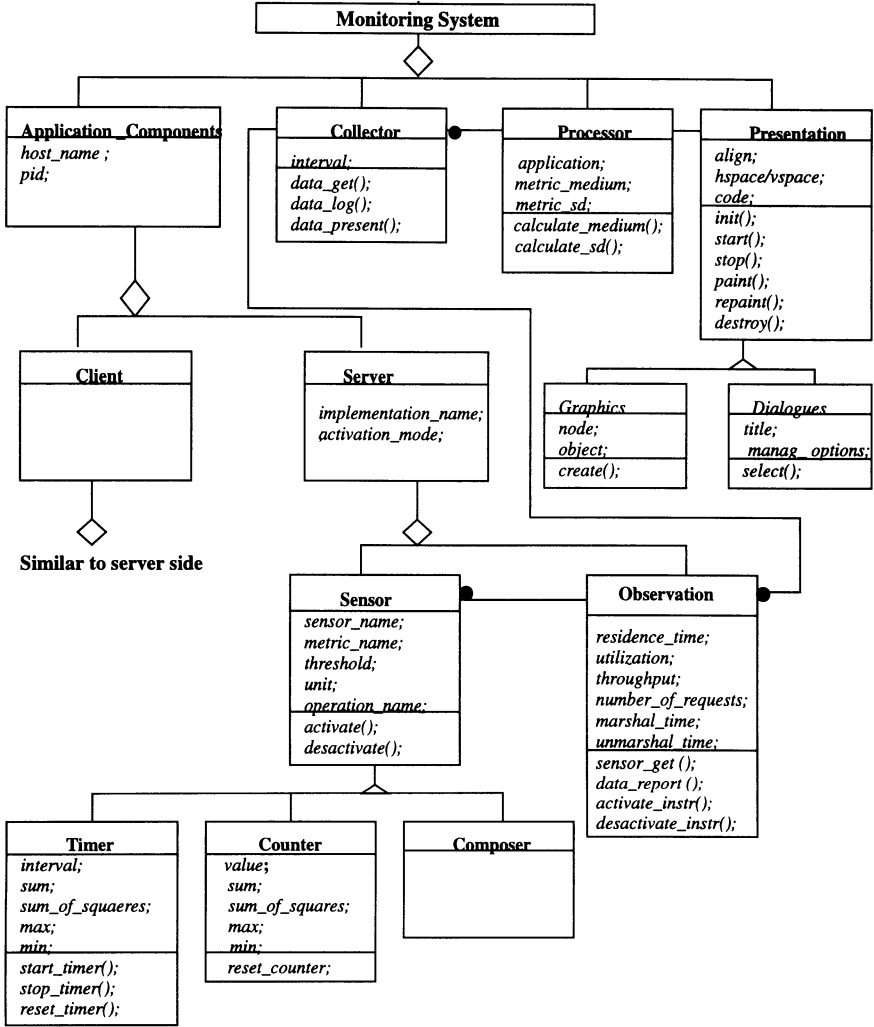 Monitoring System
Application_Components
host_name ;
pid;
Collector
interval;
data_get();
data_log();
data_present();
Processor
application;
metric_medium;
metric_sd;
calculate_medium();
calculate_sd();
Presentation
align;
hspace/vspace;
code;
init();
start();
stop();
paint();
repaint();
destroy();
Client
Similar to server side
Server
implementation_name;
activation_mode;
Graphics
node;
object;
create();
Dialogues
title;
manag_ options;
select();
Sensor
sensor_name;
metric_name;
threshold;
unit;
operation_name;
activate();
desactivate();
Observation
residence_time;
utilization;
throughput;
number_of_requests;
marshal_time;
unmarshal_time;
sensor_get ();
data_report ();
activate_instr();
desactivate_instr();
Timer
interval;
sum;
sum_of_squaeres;
max;
min;
start_timer();
stop_timer();
reset_timer();
Counter
value;
sum;
sum_of_squares;
max;
min;
reset_counter;
Composer